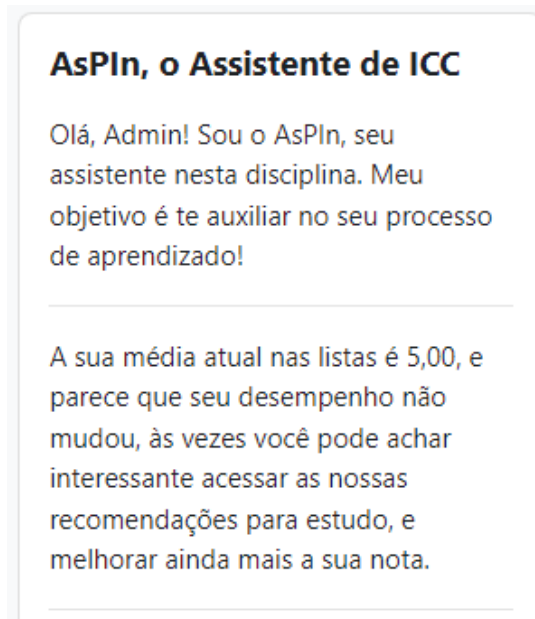 AsPIn, o Assistente de ICC
Olá, Admin! Sou o AsPIn, seu
assistente nesta disciplina. Meu
objetivo é te auxiliar no seu processo
de aprendizado!
A sua média atual nas listas é 5,00, e
parece que seu desempenho não
mudou, às vezes você pode achar
interessante acessar as nossas
recomendações para estudo, e
melhorar ainda mais a sua nota.